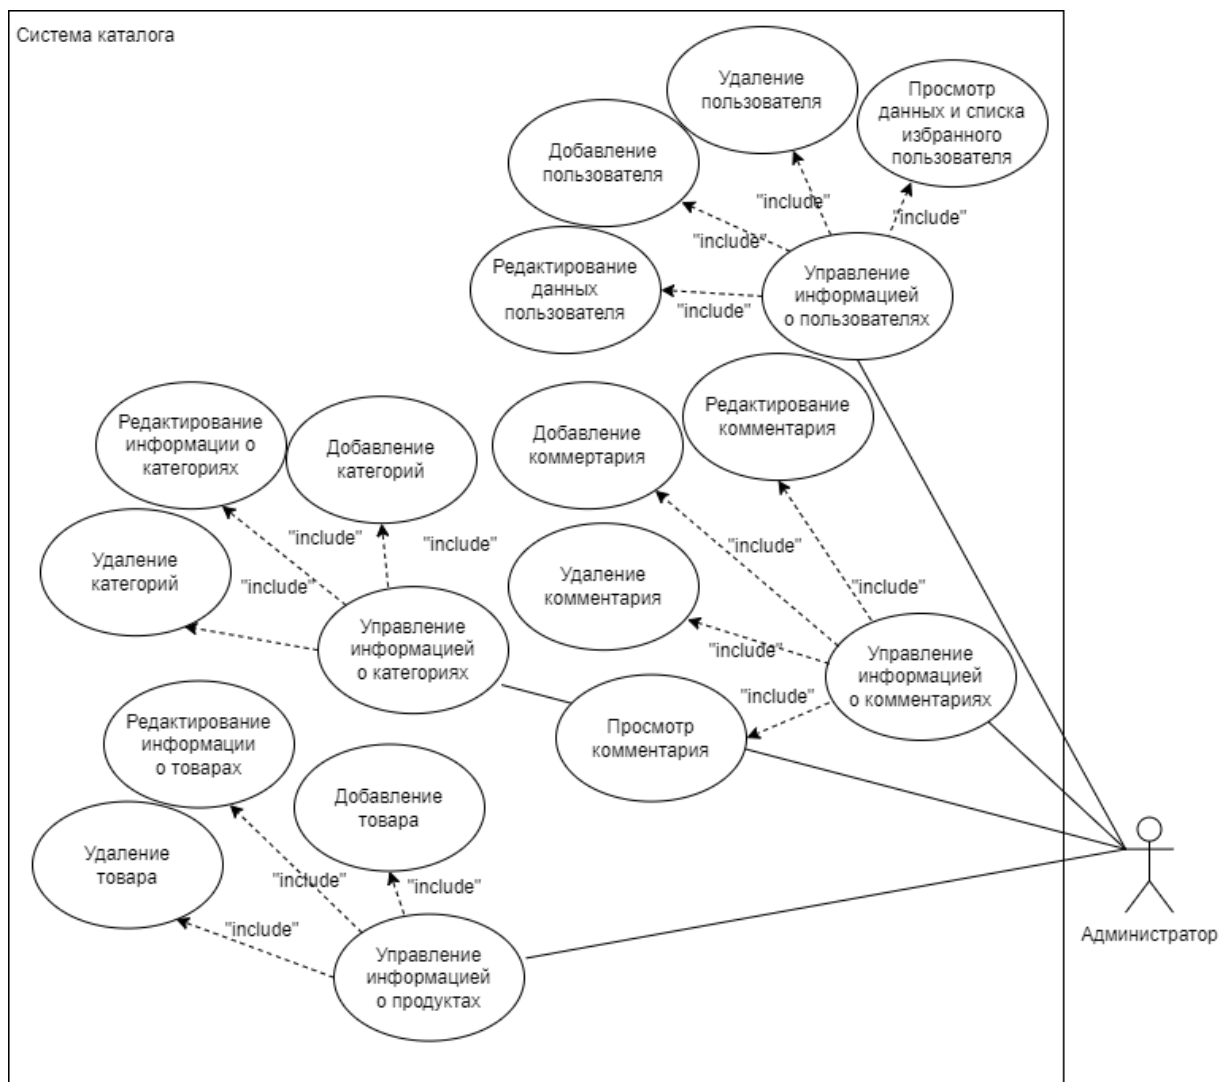 Система каталога
Удаление
пользователя
Просмотр
данных и списка
избранного
пользователя
Добавление
пользователя
"include"
"include"
"include"
Редактирование
данных
пользователя
"include"
Управление
информацией
о пользователях
Редактирование
информации о
категориях
Добавление
категорий
Добавление
коммертария
Редактирование
комментария
"include"
"include"
"include"
Удаление
категорий
"include"
Удаление
комментария
"include"
Управление
информацией
о категориях
"include"
Управление
информацией
о комментариях
"include"
Просмотр
комментария
Редактирование
информации
о товарах
Добавление
товара
Удаление
товара
"include"
"include"
"include"
Управление
информацией
о продуктах
Администратор